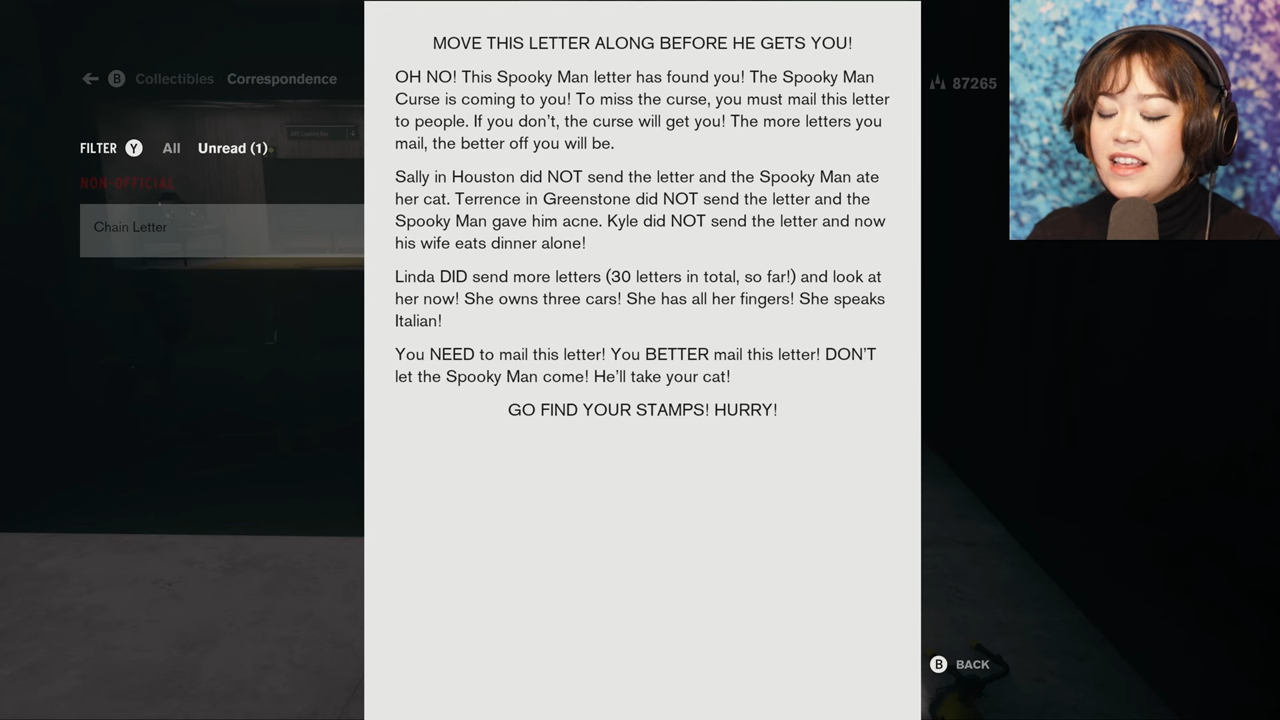 MOVE THIS LETTER ALONG BEFORE HE GETS YOU!
OH NO! This Spooky Man letter has found you! The Spooky Man
Curse is coming to you! To miss the curse, you must mail this letter
to people. If you don't, the curse will get you! The more letters you
mail, the better off you will be.
Sally in Houston did NOT send the letter and the Spooky Man ate
her cat. Terrence in Greenstone did NOT send the letter and the
Spooky Man gave him acne. Kyle did NOT send the letter and now
his wife eats dinner alone!
Linda DID send more letters (30 letters in total, so far!) and look at
her now! She owns three cars! She has all her fingers! She speaks
Italian!
You NEED to mail this letter! You BETTER mail this letter! DON'T
let the Spooky Man come! He'll take your cat!
GO FIND YOUR STAMPS! HURRY!
B Collectibles Correspondence
87265
FILTER Y All Unread (1)
NON-OFFICIAL
Chain Letter
B BACK